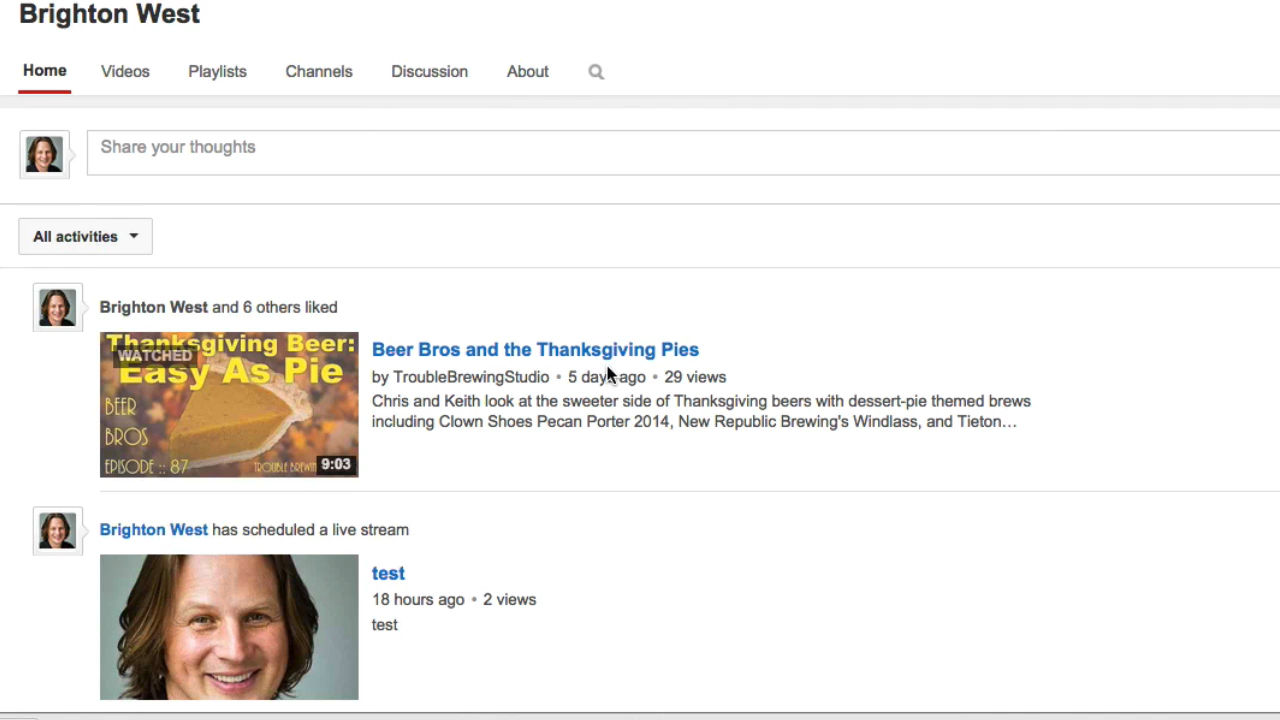 Brighton West
Home Videos Playlists Channels Discussion About
Share your thoughts
All activities
Brighton West and 6 others liked
Thanksgiving Beer:
WATCHED
Easy As Pie
BEER
BROS
EPISODE :: 87
TROUBLE BREWIN
9:03
Beer Bros and the Thanksgiving Pies
by TroubleBrewingStudio • 5 days ago • 29 views
Chris and Keith look at the sweeter side of Thanksgiving beers with dessert-pie themed brews
including Clown Shoes Pecan Porter 2014, New Republic Brewing's Windlass, and Tieton...
Brighton West has scheduled a live stream
test
18 hours ago • 2 views
test